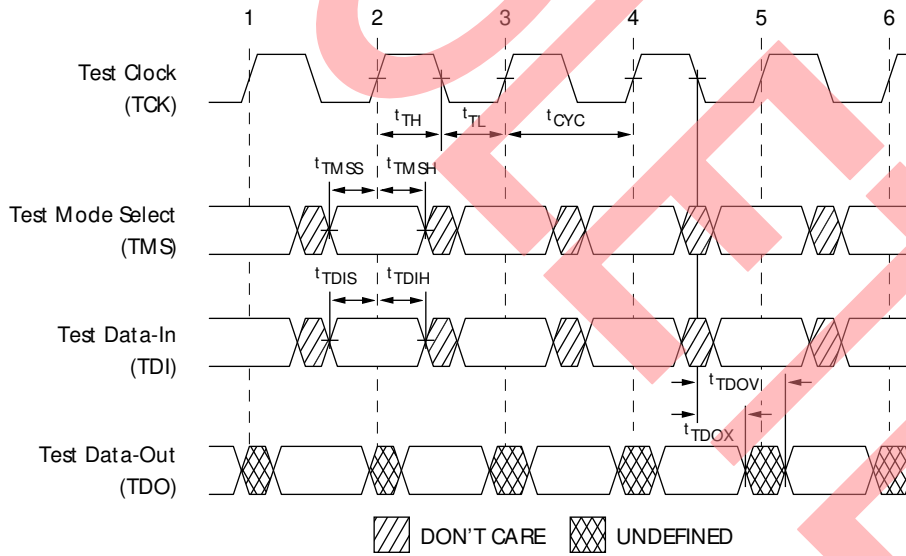 1 2 3 4 5 6
Test Clock
(TCK)
tTH tTL tCYC
tTMSS tTMSH
Test Mode Select
(TMS)
tTDIS tTDIH
Test Data-In
(TDI)
tTDOV
tTDOX
Test Data-Out
(TDO)
DON'T CARE UNDEFINED